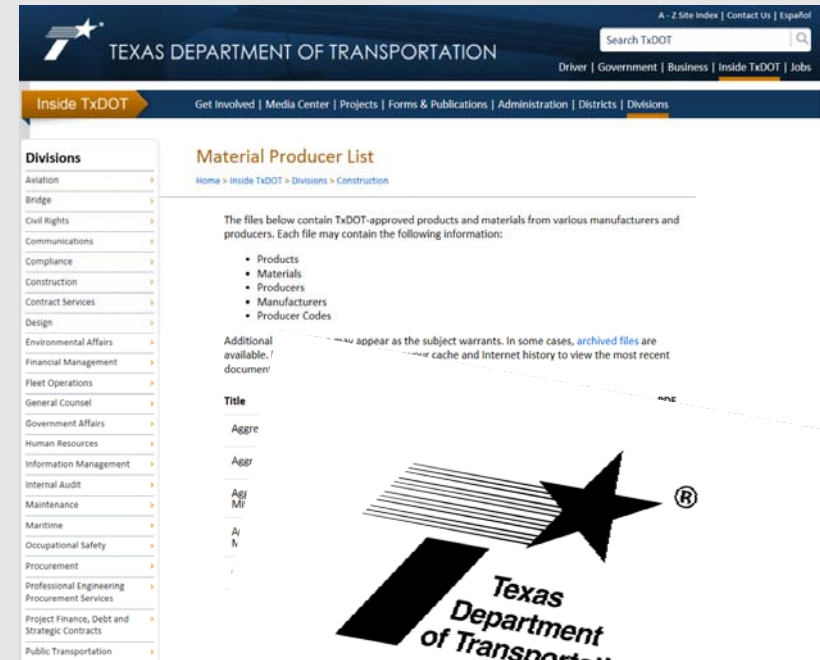 A - Z Site Index | Contact Us | Español
Search TxDOT
TEXAS DEPARTMENT OF TRANSPORTATION
Driver | Government | Business | Inside TxDOT | Jobs
Inside TxDOT
Get Involved | Media Center | Projects | Forms & Publications | Administration | Districts | Divisions
Divisions
Aviation
Bridge
Civil Rights
Communications
Compliance
Construction
Contract Services
Design
Environmental Affairs
Financial Management
Fleet Operations
General Counsel
Government Affairs
Human Resources
Information Management
Internal Audit
Maintenance
Maritime
Occupational Safety
Procurement
Professional Engineering
Procurement Services
Project Finance, Debt and
Strategic Contracts
Public Transportation
Material Producer List
Home > Inside TxDOT > Divisions > Construction
The files below contain TxDOT-approved products and materials from various manufacturers and
producers. Each file may contain the following information:
• Products
• Materials
• Producers
• Manufacturers
• Producer Codes
Additional may appear as the subject warrants. In some cases, archived files are
available. your cache and Internet history to view the most recent
document
Title PDF
Aggre
Aggr
Agg
Mi
®
Texas
Department
of Transportati